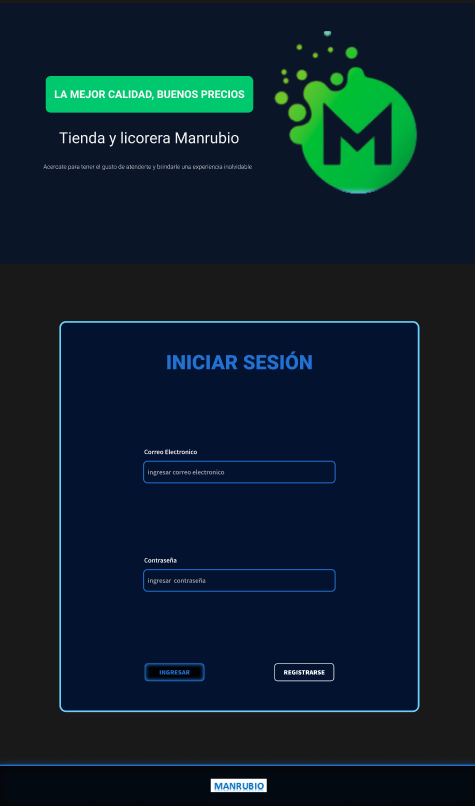 LA MEJOR CALIDAD, BUENOS PRECIOS
Tienda y licorera Manrubio
Acercate para tener el gusto de atenderte y brindarle una experiencia inolvidable
M
INICIAR SESIÓN
Correo Electronico
ingresar correo electronico
Contraseña
ingresar contraseña
INGRESAR
REGISTRARSE
MANRUBIO